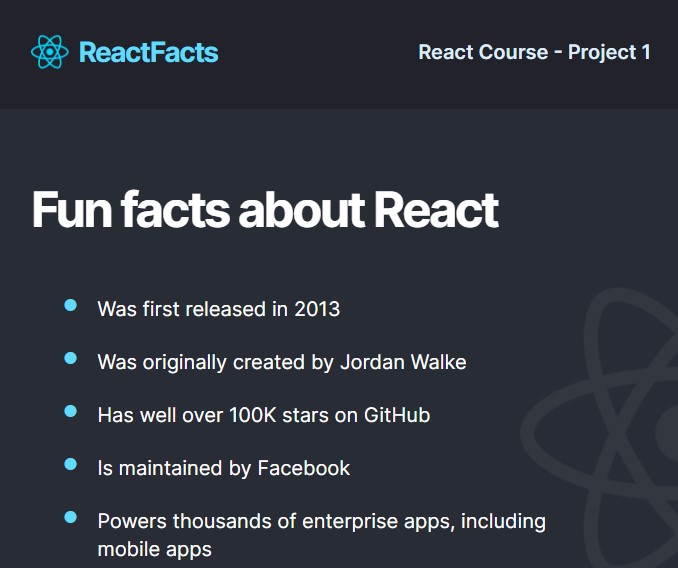 ReactFacts
React Course - Project 1
Fun facts about React
Was first released in 2013
Was originally created by Jordan Walke
Has well over 100K stars on GitHub
Is maintained by Facebook
Powers thousands of enterprise apps, including
mobile apps